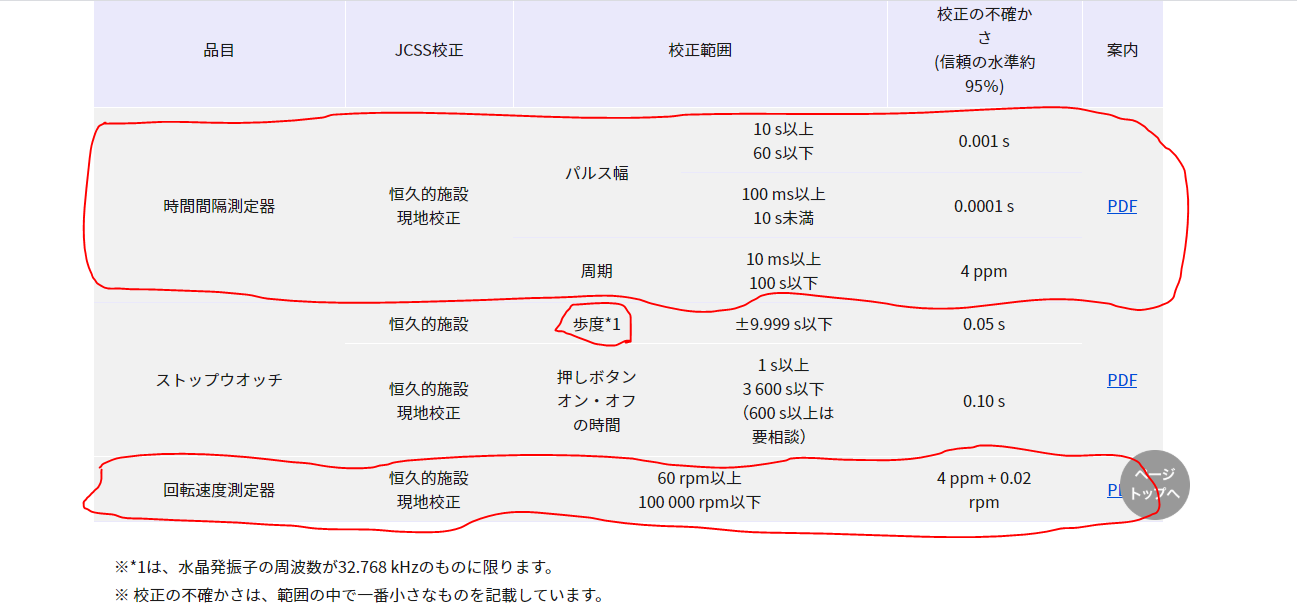 品目
JCSS校正
校正範囲
校正の不確か
さ
(信頼の水準約
95%)
案内
時間間隔測定器
恒久的施設
現地校正
パルス幅
10 s以上
60 s以下
0.001 s
100 ms以上
10 s未満
0.0001 s
周期
10 ms以上
100 s以下
4 ppm
PDF
ストップウオッチ
恒久的施設
歩度*1
±9.999 s以下
0.05 s
恒久的施設
現地校正
押しボタン
オン・オフ
の時間
1 s以上
3 600 s以下
（600 s以上は
要相談）
0.10 s
PDF
回転速度測定器
恒久的施設
現地校正
60 rpm以上
100 000 rpm以下
4 ppm + 0.02
rpm
ページ
トップへ
※*1は、水晶発振子の周波数が32.768 kHzのものに限ります。
※ 校正の不確かさは、範囲の中で一番小さなものを記載しています。